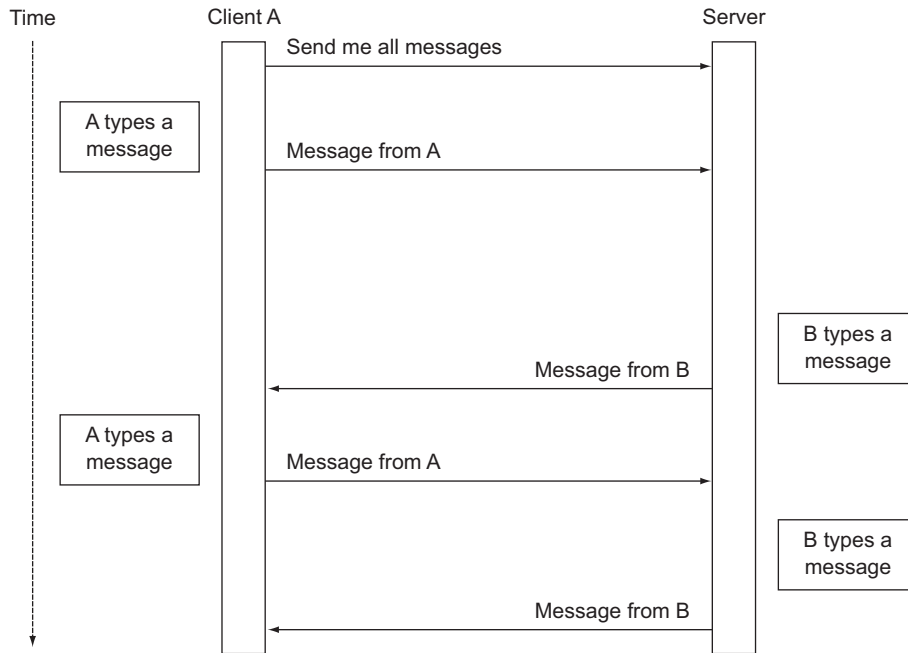 Time
Client A
Server
Send me all messages
A types a
message
Message from A
B types a
message
Message from B
A types a
message
Message from A
B types a
message
Message from B